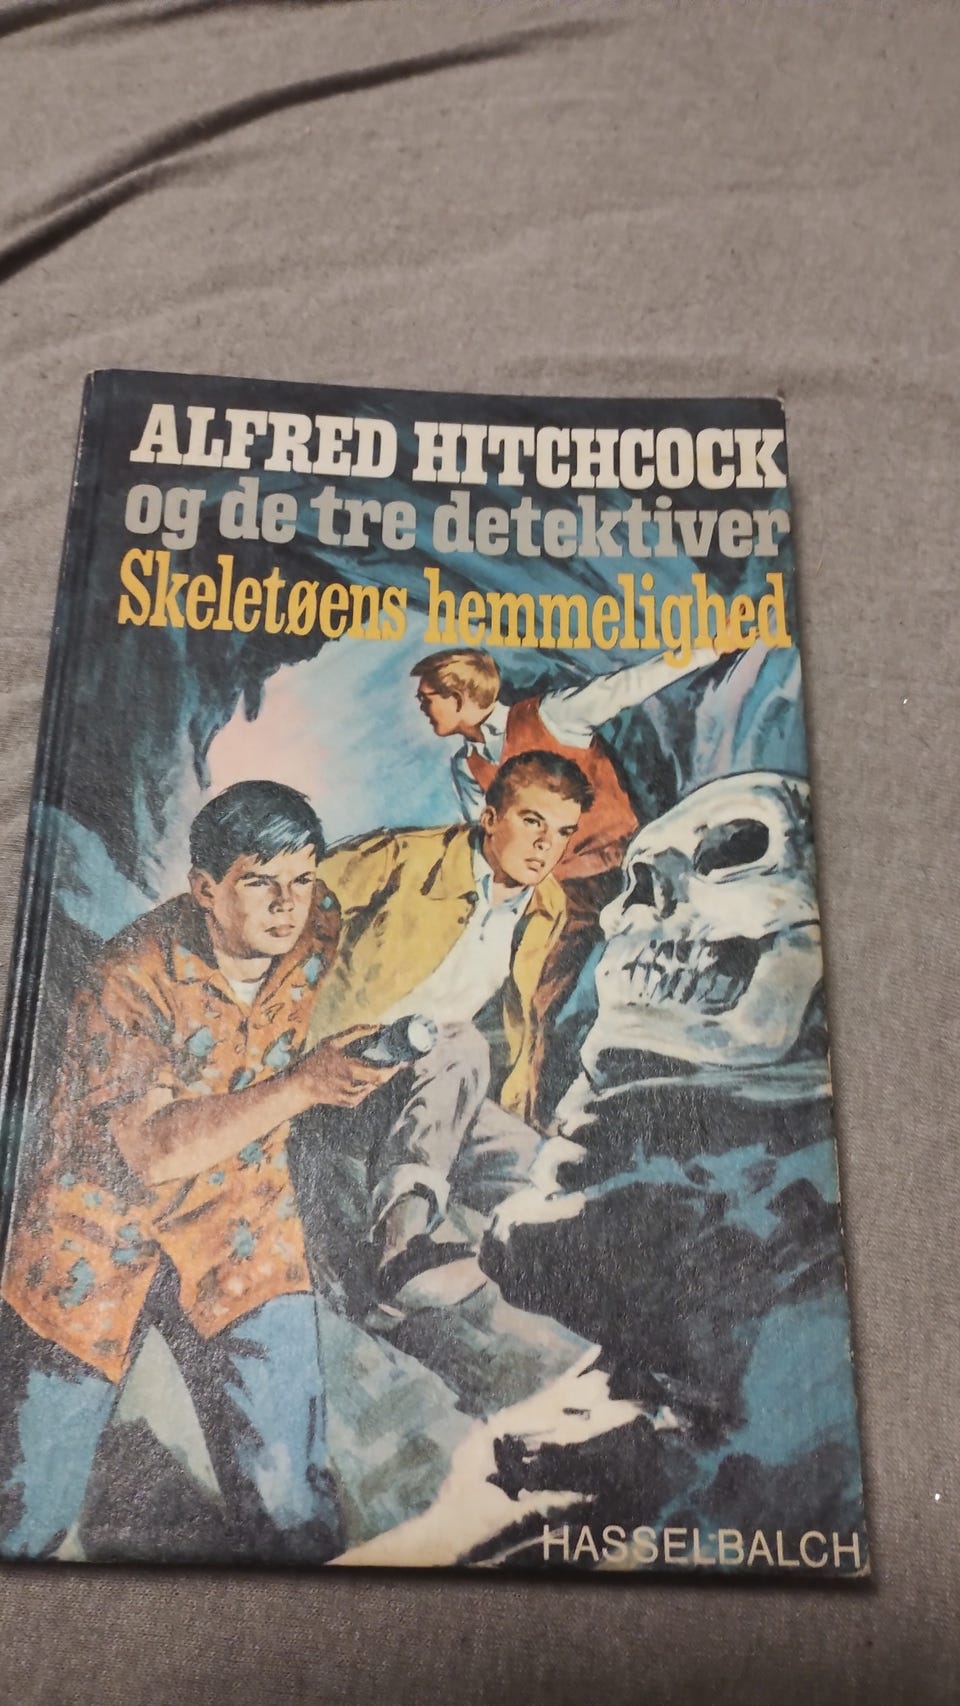 ALFRED HITCHCOCK
og de tre detektiver
Skeletøens hemmelighed
HASSELBALCH